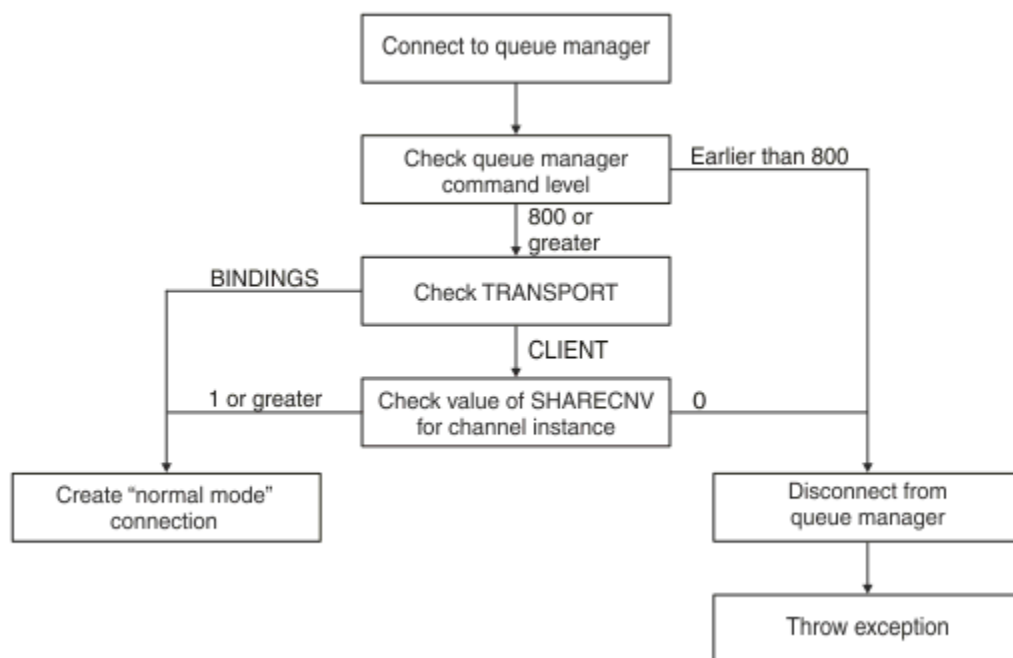 Connect to queue manager
Check queue manager
command level
Earlier than 800
800 or
greater
BINDINGS
Check TRANSPORT
CLIENT
1 or greater
Check value of SHARECNV
for channel instance
0
Create “normal mode”
connection
Disconnect from
queue manager
Throw exception